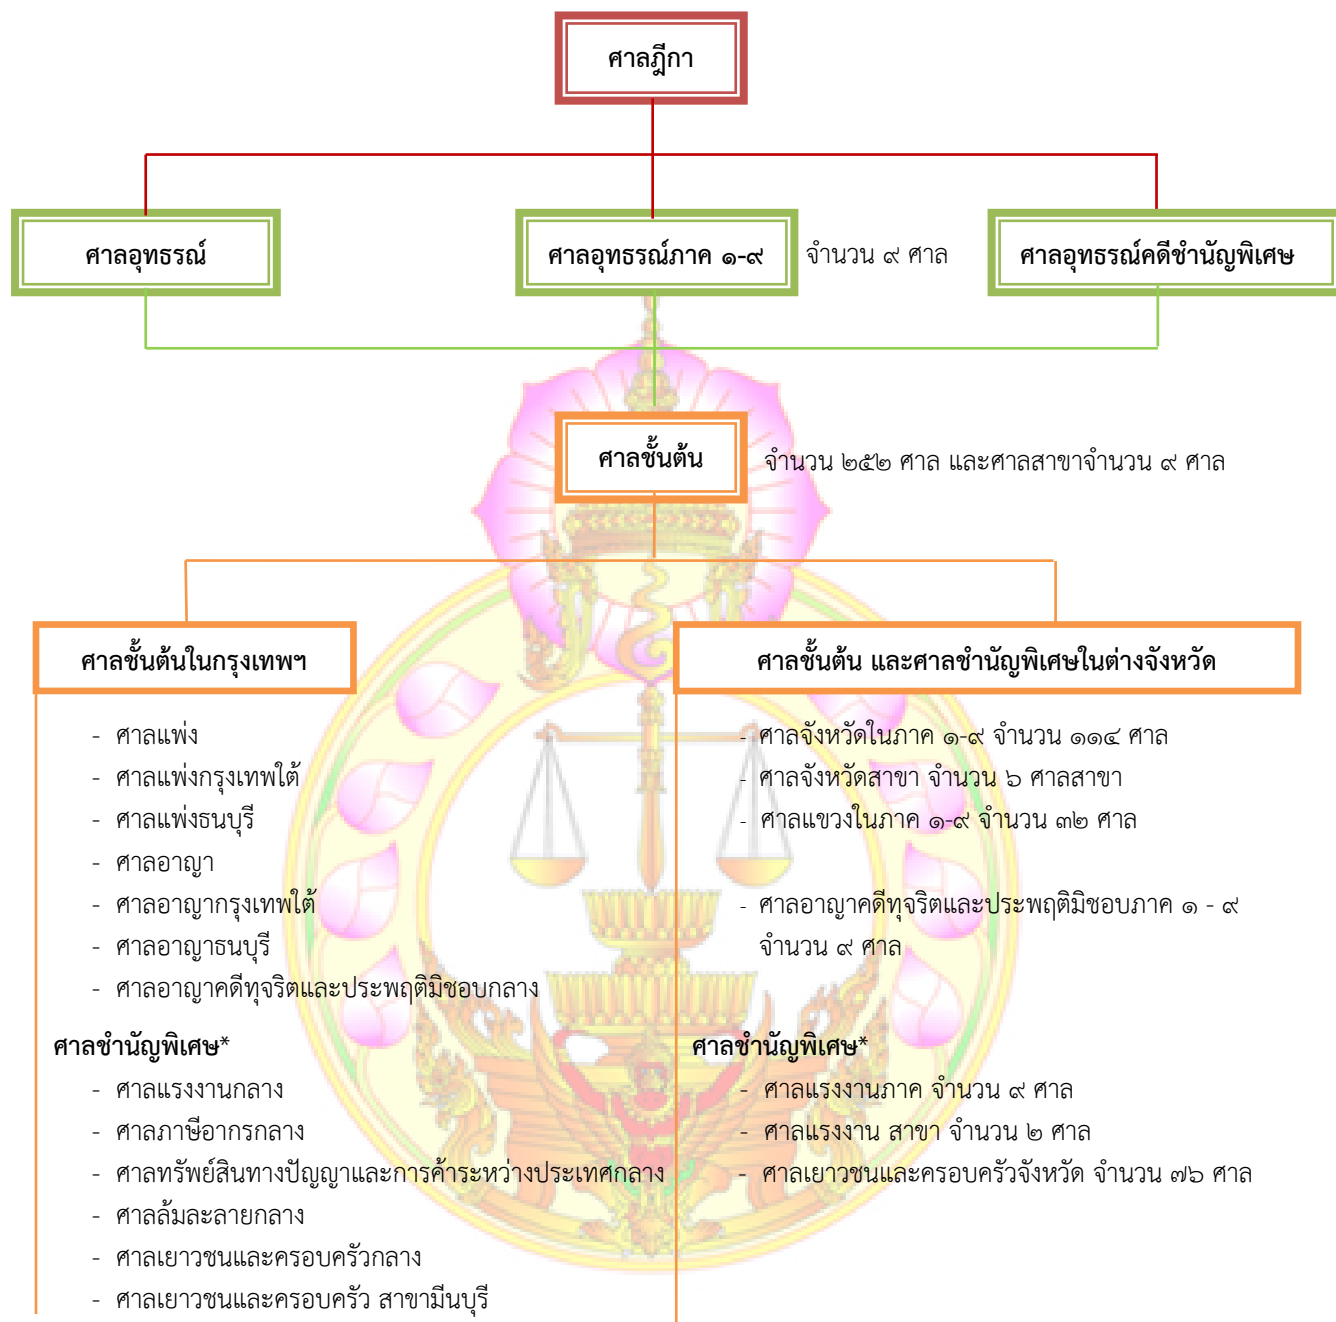 ศาลฎีกา
ศาลอุทธรณ์
ศาลอุทธรณ์ภาค ๑-๙
จำนวน ๙ ศาล
ศาลอุทธรณ์คดีชำนัญพิเศษ
ศาลชั้นต้น
จำนวน ๒๕๒ ศาล และศาลสาขาจำนวน ๙ ศาล
ศาลชั้นต้นในกรุงเทพฯ
- ศาลแพ่ง
- ศาลแพ่งกรุงเทพใต้
- ศาลแพ่งธนบุรี
- ศาลอาญา
- ศาลอาญากรุงเทพใต้
- ศาลอาญาธนบุรี
- ศาลอาญาคดีทุจริตและประพฤติมิชอบกลาง
ศาลชำนัญพิเศษ*
- ศาลแรงงานกลาง
- ศาลภาษีอากรกลาง
- ศาลทรัพย์สินทางปัญญาและการค้าระหว่างประเทศกลาง
- ศาลล้มละลายกลาง
- ศาลเยาวชนและครอบครัวกลาง
- ศาลเยาวชนและครอบครัว สาขามีนบุรี
ศาลชั้นต้น และศาลชำนัญพิเศษในต่างจังหวัด
- ศาลจังหวัดในภาค ๑-๙ จำนวน ๑๑๔ ศาล
- ศาลจังหวัดสาขา จำนวน ๖ ศาลสาขา
- ศาลแขวงในภาค ๑-๙ จำนวน ๓๒ ศาล
- ศาลอาญาคดีทุจริตและประพฤติมิชอบภาค ๑ - ๙
จำนวน ๙ ศาล
ศาลชำนัญพิเศษ*
- ศาลแรงงานภาค จำนวน ๙ ศาล
- ศาลแรงงาน สาขา จำนวน ๒ ศาล
- ศาลเยาวชนและครอบครัวจังหวัด จำนวน ๗๖ ศาล